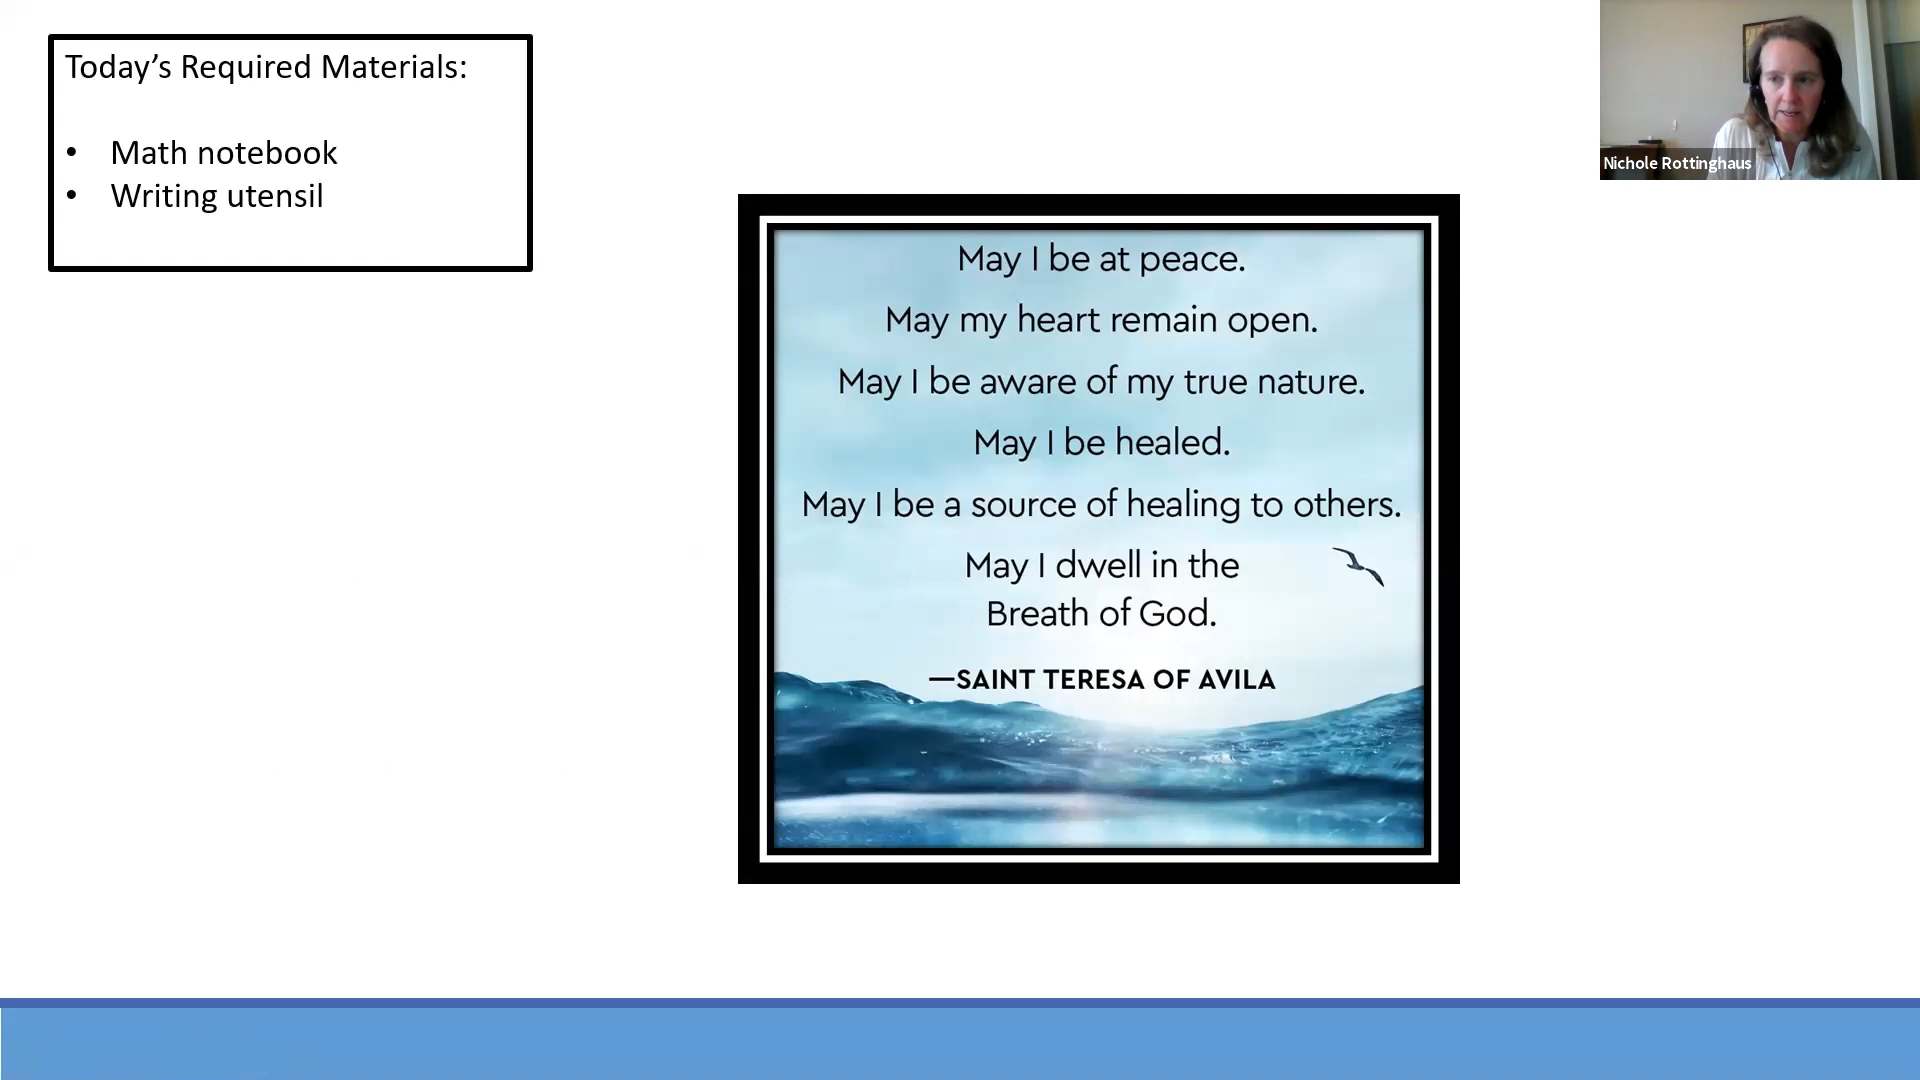 Today’s Required Materials:
• Math notebook
• Writing utensil
Nichole Rottinghaus
May I be at peace.
May my heart remain open.
May I be aware of my true nature.
May I be healed.
May I be a source of healing to others.
May I dwell in the
Breath of God.
—SAINT TERESA OF AVILA